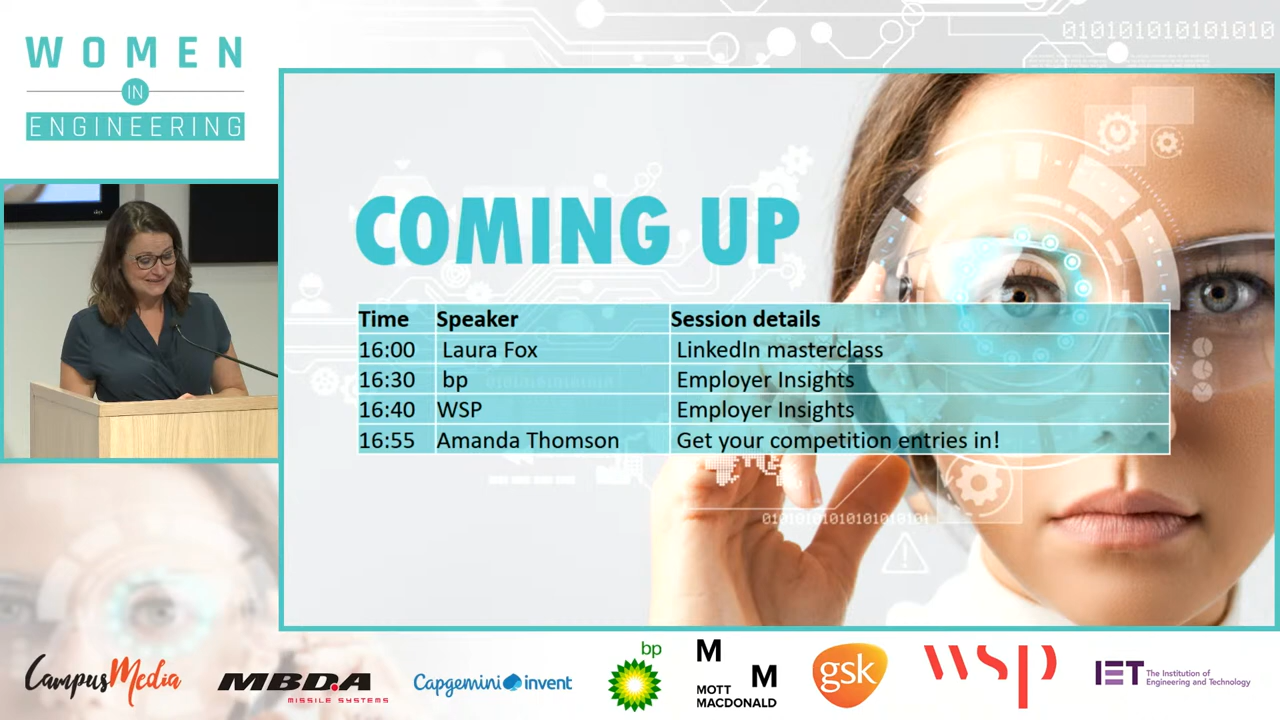 WOMEN
IN
ENGINEERING
010101010101010
COMING UP
Time Speaker Session details
16:00 Laura Fox LinkedIn masterclass
16:30 bp Employer Insights
16:40 WSP Employer Insights
16:55 Amanda Thomson Get your competition entries in!
CampusMedia
MBDA
MISSILE SYSTEMS
Capgemini invent
bp
M
M
MOTT
MACDONALD
gsk
wsp
IET The Institution of
Engineering and Technology